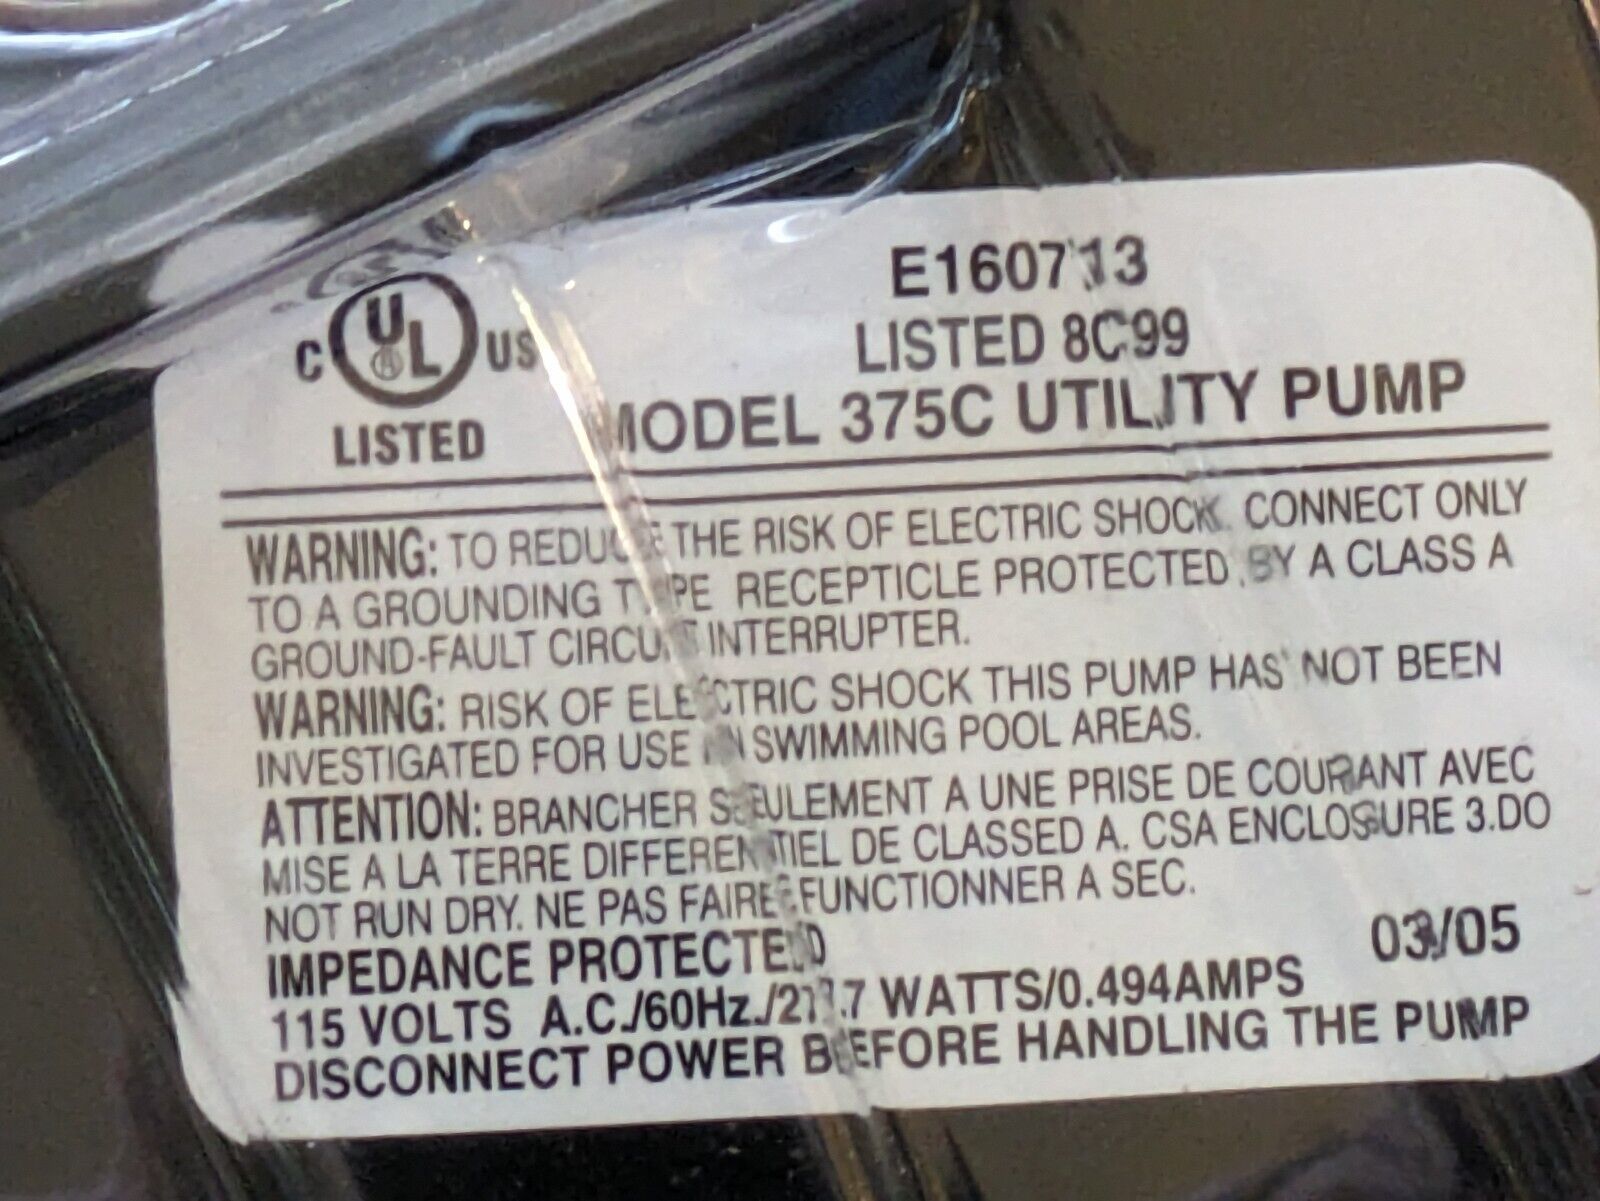 C UL US
LISTED
E160713
LISTED 8C99
MODEL 375C UTILITY PUMP
WARNING: TO REDUCE THE RISK OF ELECTRIC SHOCK. CONNECT ONLY
TO A GROUNDING TYPE RECEPTICLE PROTECTED BY A CLASS A
GROUND-FAULT CIRCUIT INTERRUPTER.
WARNING: RISK OF ELECTRIC SHOCK THIS PUMP HAS NOT BEEN
INVESTIGATED FOR USE IN SWIMMING POOL AREAS.
ATTENTION: BRANCHER SEULEMENT A UNE PRISE DE COURANT AVEC
MISE A LA TERRE DIFFERENTIEL DE CLASSED A. CSA ENCLOSURE 3.DO
NOT RUN DRY. NE PAS FAIRE FUNCTIONNER A SEC.
IMPEDANCE PROTECTED
03/05
115 VOLTS A.C./60Hz./ WATTS/0.494AMPS
DISCONNECT POWER BEFORE HANDLING THE PUMP